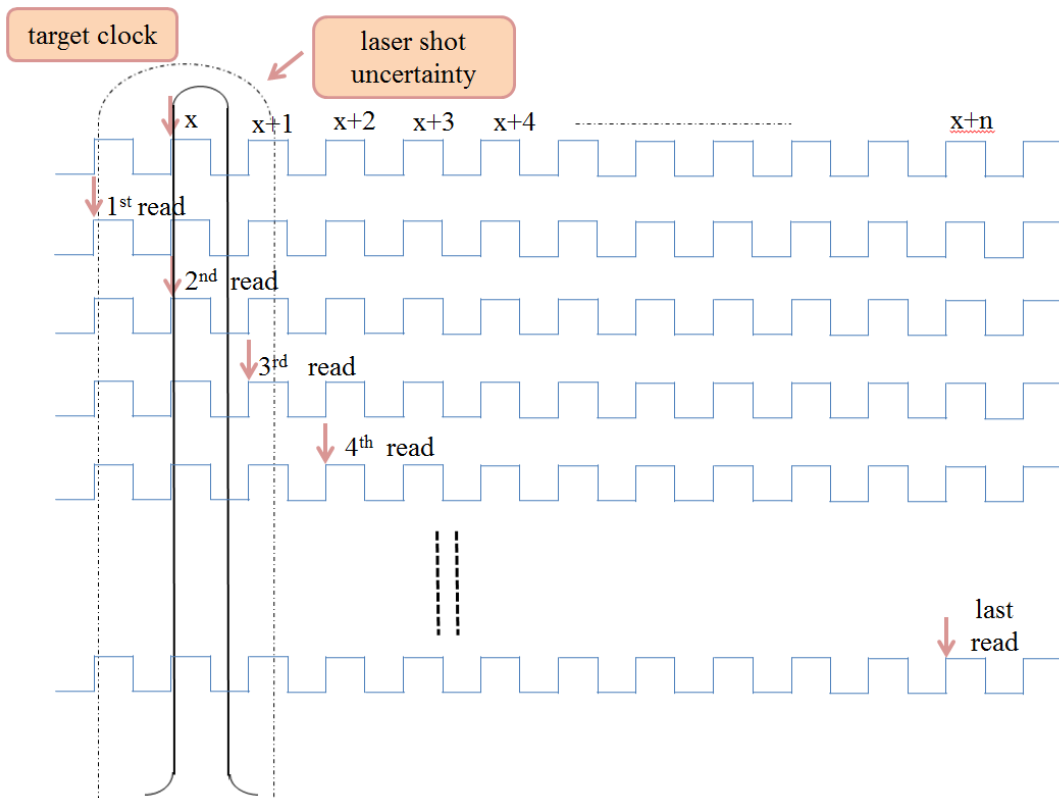 target clock
laser shot
uncertainty
x x+1 x+2 x+3 x+4 x+n
1st read
2nd read
3rd read
4th read
last
read